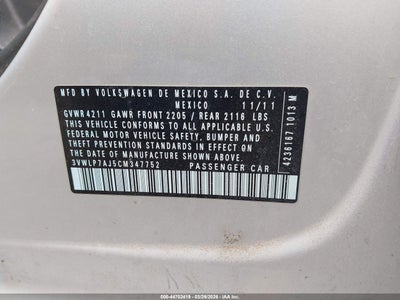 MFD BY VOLKSWAGEN DE MEXICO S.A. DE C.V.
MEXICO 11/11
GVWR 4211 GAWR FRONT 2205 / REAR 2116 LBS
THIS VEHICLE CONFORMS TO ALL APPLICABLE U.S.
FEDERAL MOTOR VEHICLE SAFETY, BUMPER AND
THEFT PREVENTION STANDARDS IN EFFECT ON THE
DATE OF MANUFACTURE SHOWN ABOVE.
3VWLP7AJ5CM347752 PASSENGER CAR
4236167 1013 M
000-44703419 - 03/26/2026 - IAA